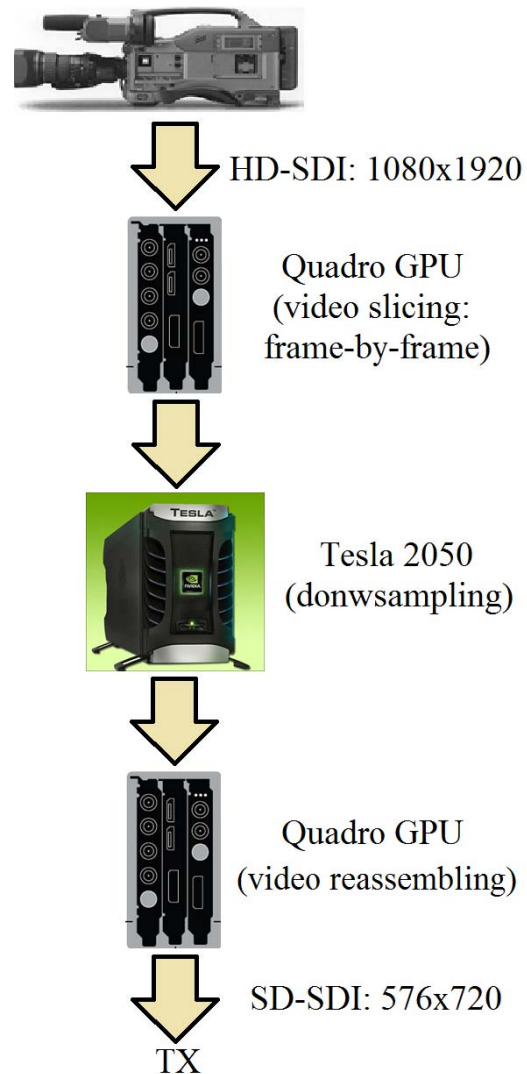 HD-SDI: 1080x1920
Quadro GPU
(video slicing:
frame-by-frame)
TESLA
Tesla 2050
(donwsampling)
Quadro GPU
(video reassembling)
SD-SDI: 576x720
TX